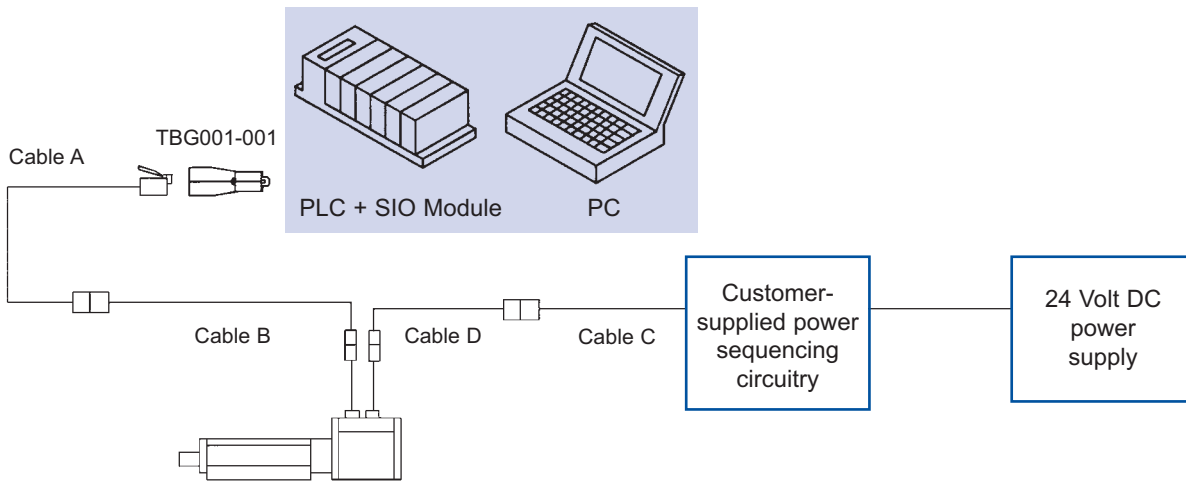 TBG001-001
Cable A
PLC + SIO Module
PC
Customer-
supplied power
sequencing
circuitry
24 Volt DC
power
supply
Cable B
Cable D
Cable C